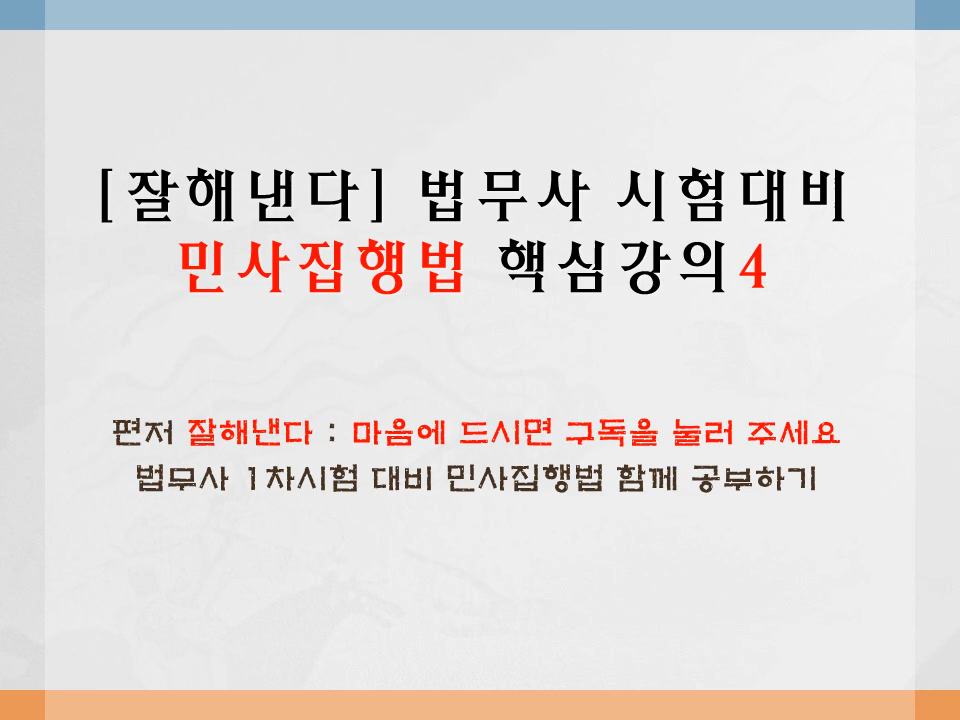 [잘해낸다] 법무사 시험대비
민사집행법 핵심강의4
편저 잘해낸다 : 마음에 드시면 구독을 눌러 주세요
법무사 1차시험 대비 민사집행법 함께 공부하기